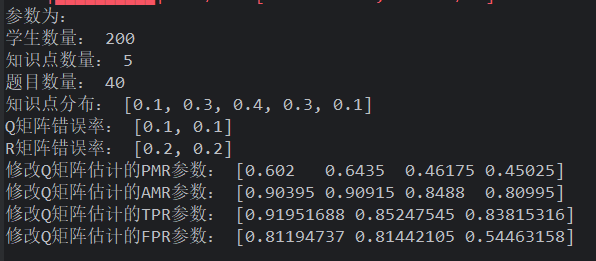 参数为：
学生数量： 200
知识点数量： 5
题目数量： 40
知识点分布： [0.1, 0.3, 0.4, 0.3, 0.1]
Q矩阵错误率： [0.1, 0.1]
R矩阵错误率： [0.2, 0.2]
修改Q矩阵估计的PMR参数： [0.602   0.6435  0.46175 0.45025]
修改Q矩阵估计的AMR参数： [0.90395 0.90915 0.8488  0.80995]
修改Q矩阵估计的TPR参数： [0.91951688 0.85247545 0.83815316]
修改Q矩阵估计的FPR参数： [0.81194737 0.81442105 0.54463158]